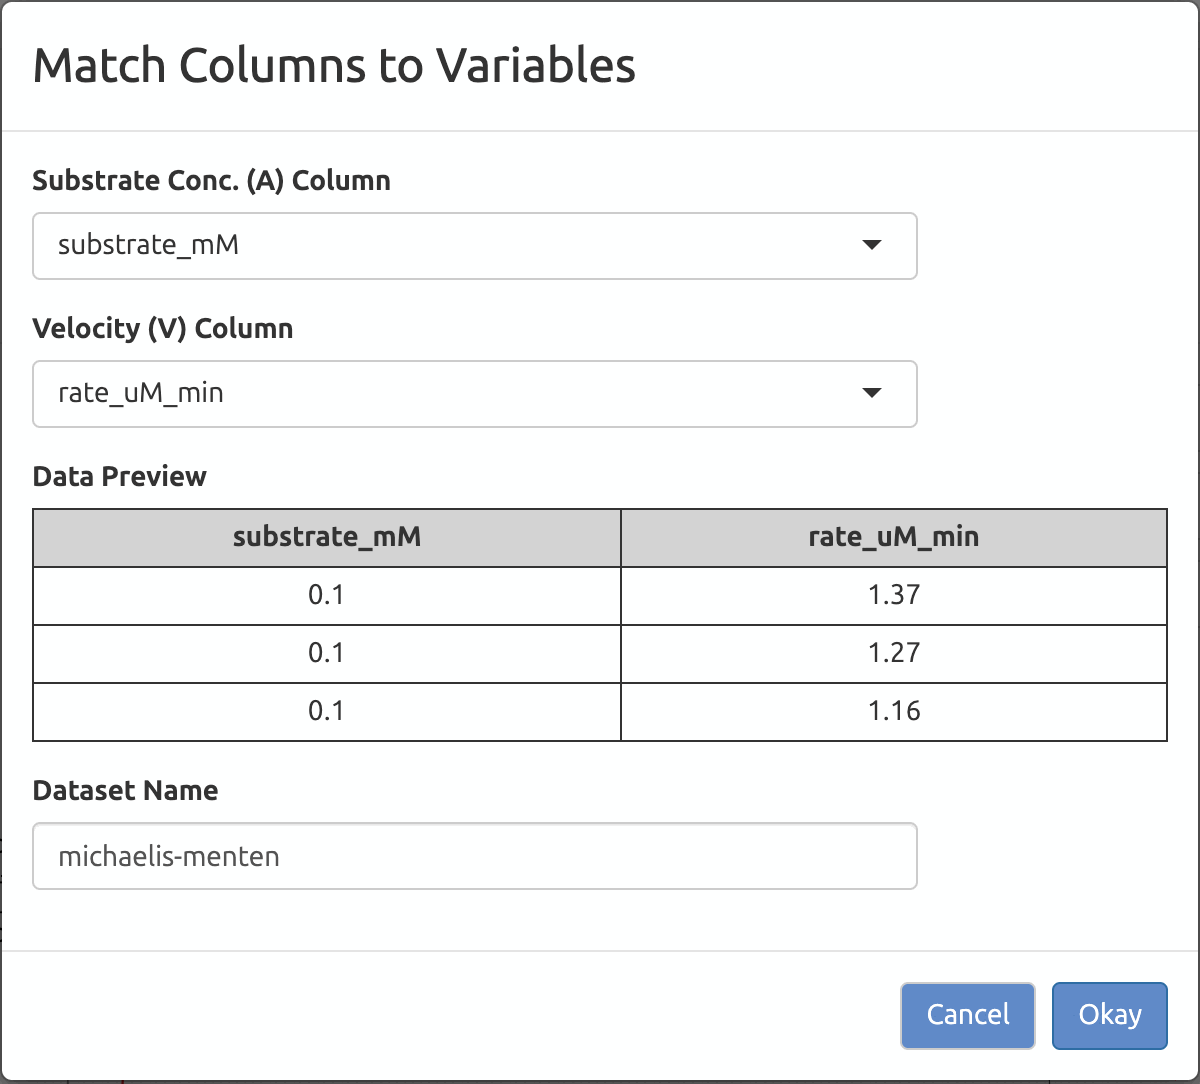 Match Columns to Variables
Substrate Conc. (A) Column
substrate_mM
Velocity (V) Column
rate_uM_min
Data Preview
substrate_mM rate_uM_min
0.1 1.37
0.1 1.27
0.1 1.16
Dataset Name
michaelis-menten
Cancel Okay